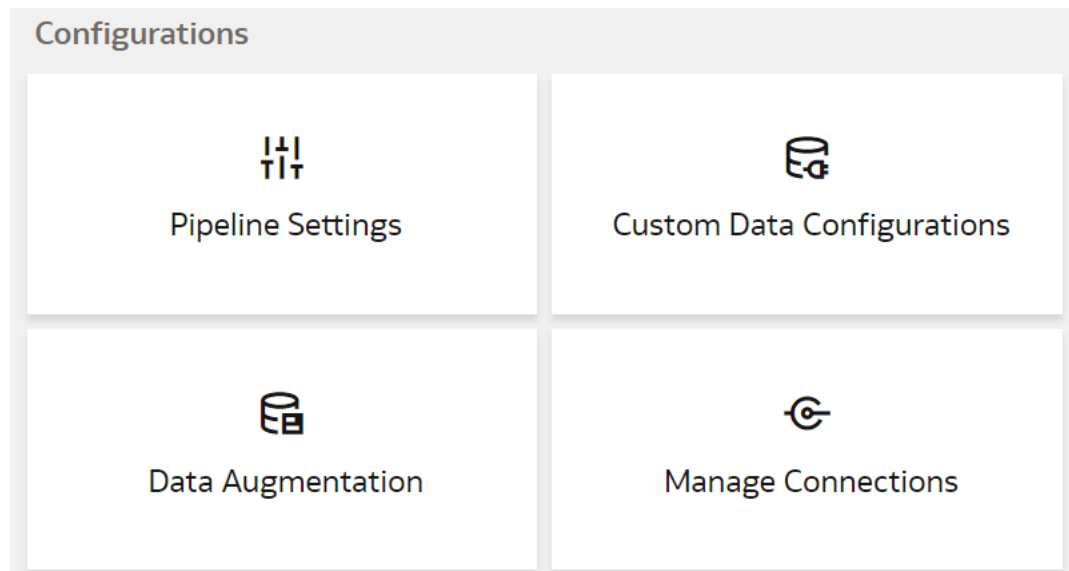 Configurations
Pipeline Settings
Custom Data Configurations
Data Augmentation
Manage Connections